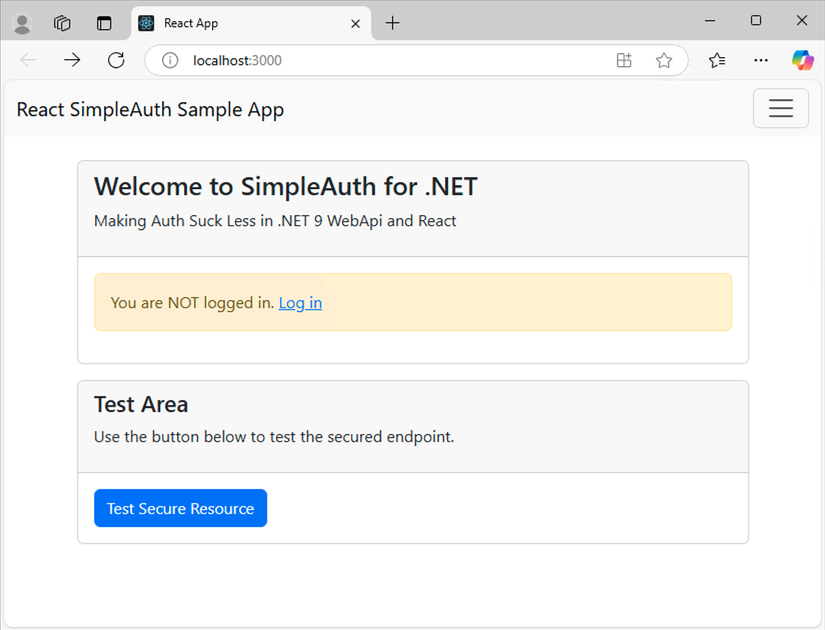 React App
localhost:3000
React SimpleAuth Sample App
Welcome to SimpleAuth for .NET
Making Auth Suck Less in .NET 9 WebApi and React
You are NOT logged in. Log in
Test Area
Use the button below to test the secured endpoint.
Test Secure Resource